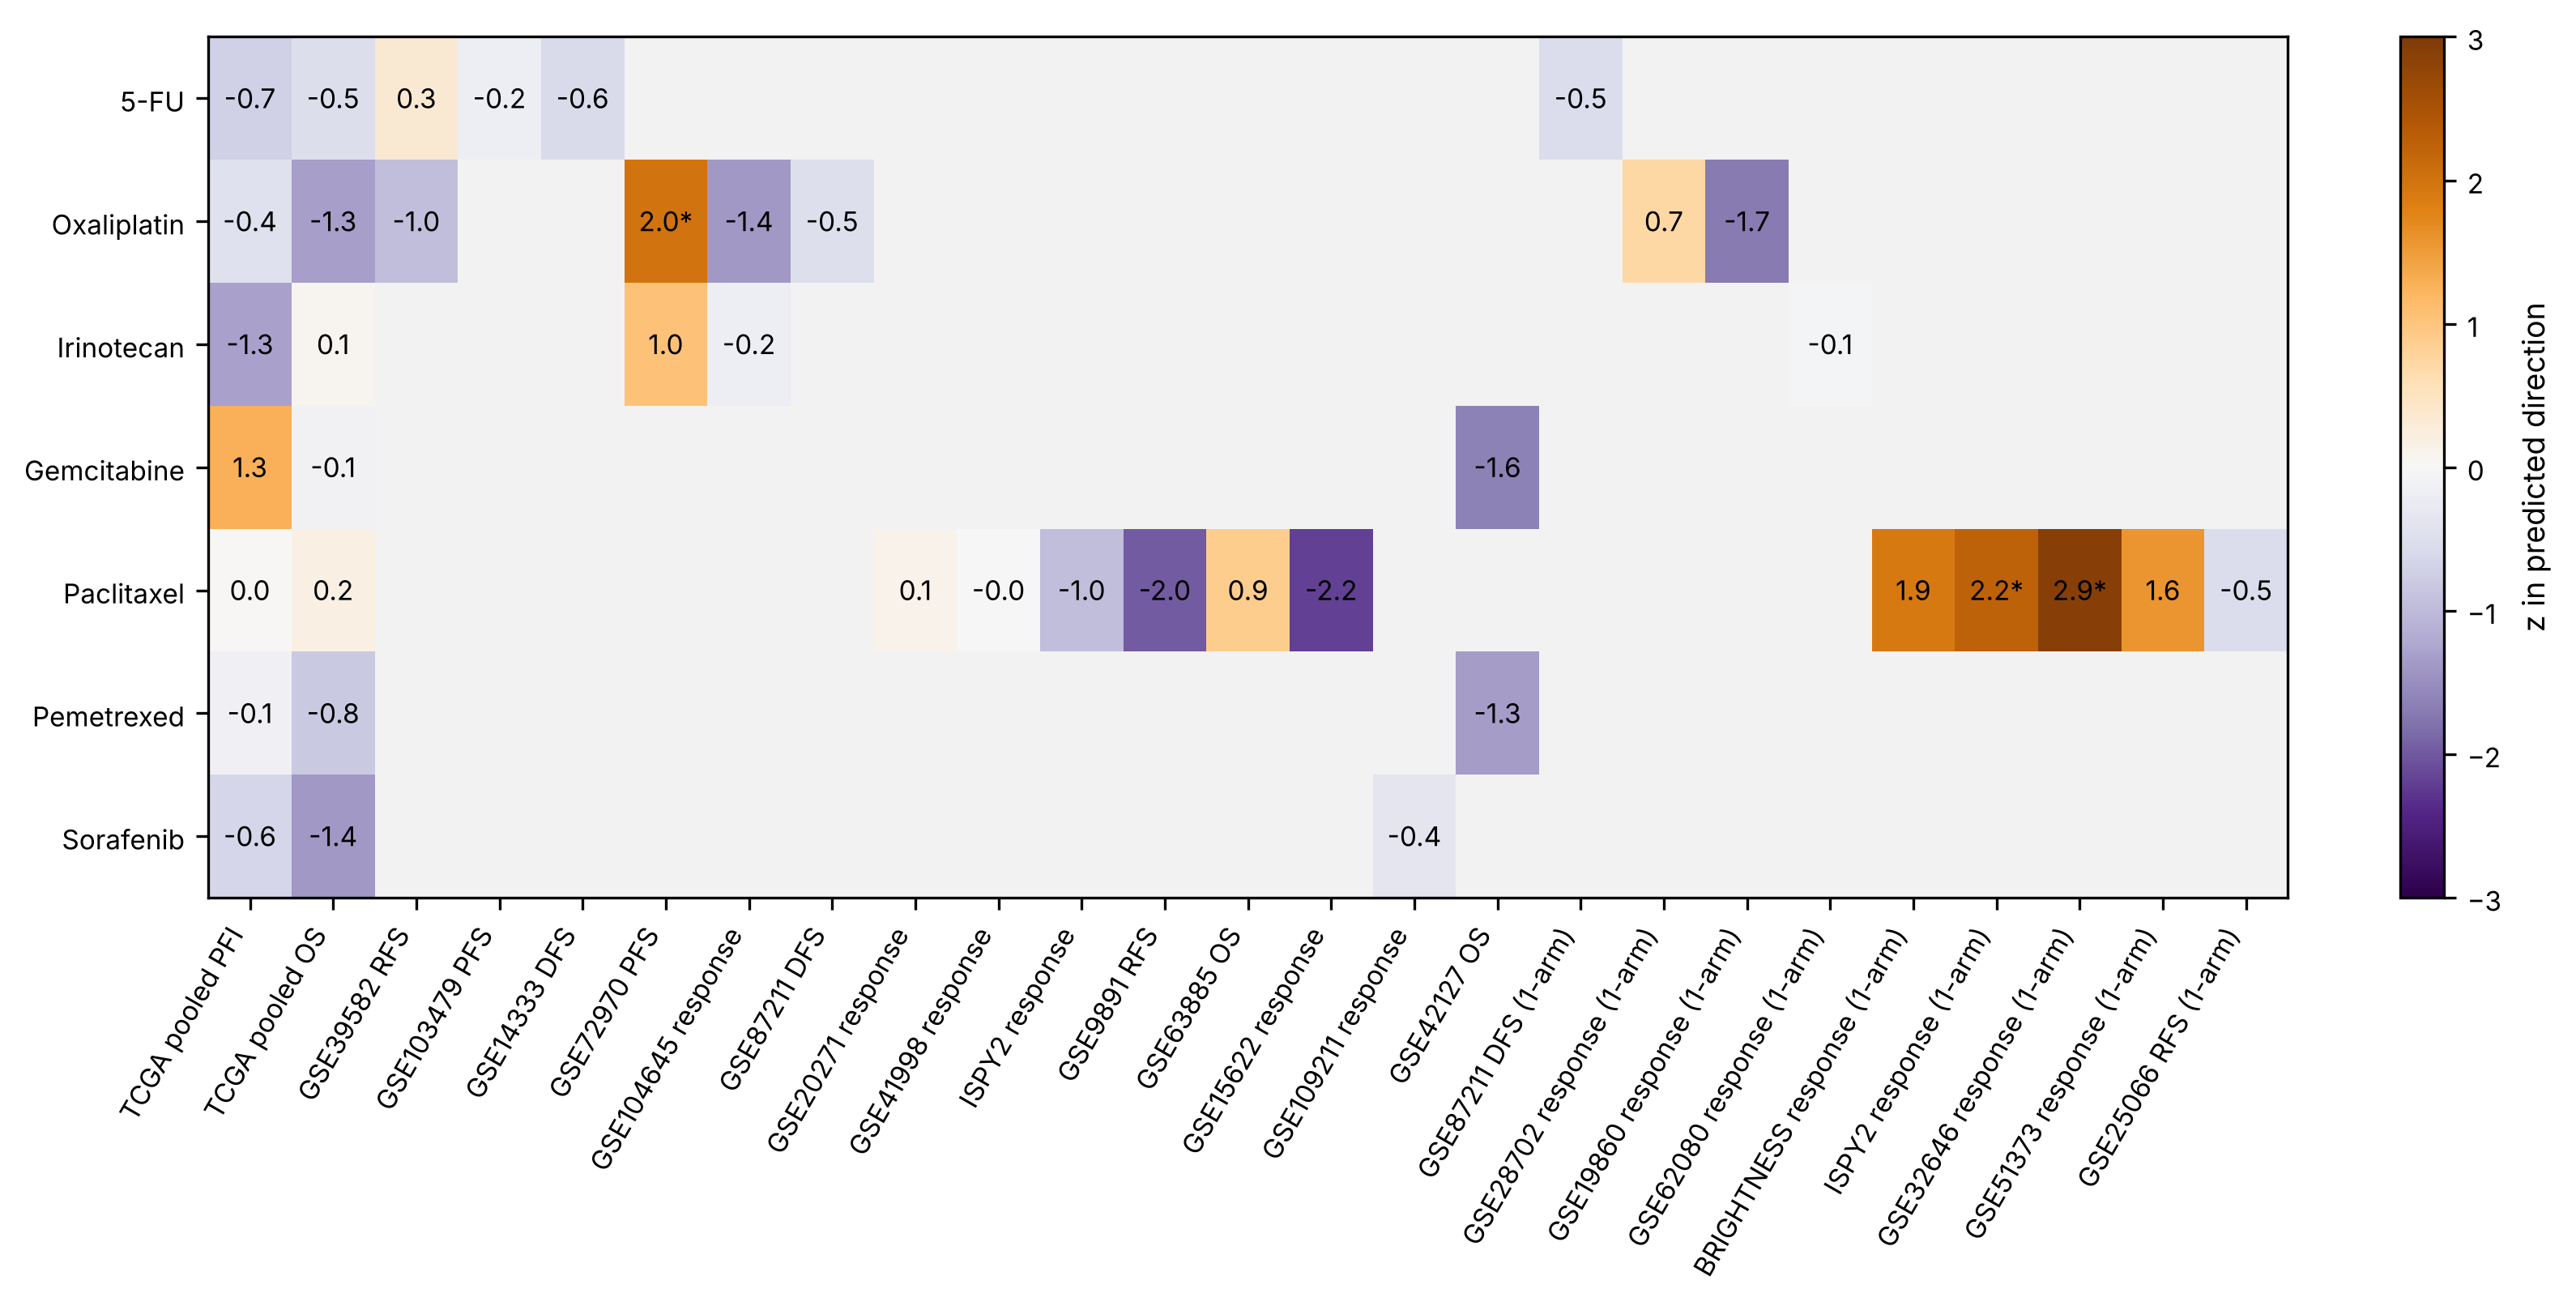 5-FU -0.7 -0.5 0.3 -0.2 -0.6 -0.5
Oxaliplatin -0.4 -1.3 -1.0 2.0* -1.4 -0.5 0.7 -1.7
Irinotecan -1.3 0.1 1.0 -0.2 -0.1
Gemcitabine 1.3 -0.1 -1.6
Paclitaxel 0.0 0.2 0.1 -0.0 -1.0 -2.0 0.9 -2.2 1.9 2.2* 2.9* 1.6 -0.5
Pemetrexed -0.1 -0.8 -1.3
Sorafenib -0.6 -1.4 -0.4
TCGA pooled PFI
TCGA pooled OS
GSE39582 RFS
GSE103479 PFS
GSE14333 DFS
GSE72970 PFS
GSE104645 response
GSE87211 DFS
GSE20271 response
GSE41998 response
ISPY2 response
GSE9891 RFS
GSE63885 OS
GSE15622 response
GSE109211 response
GSE42127 OS
GSE87211 DFS (1-arm)
GSE28702 response (1-arm)
GSE19860 response (1-arm)
GSE62080 response (1-arm)
BRIGHTNESS response (1-arm)
ISPY2 response (1-arm)
GSE32646 response (1-arm)
GSE51373 response (1-arm)
GSE25066 RFS (1-arm)
3
2
1
0
−1
−2
−3
z in predicted direction